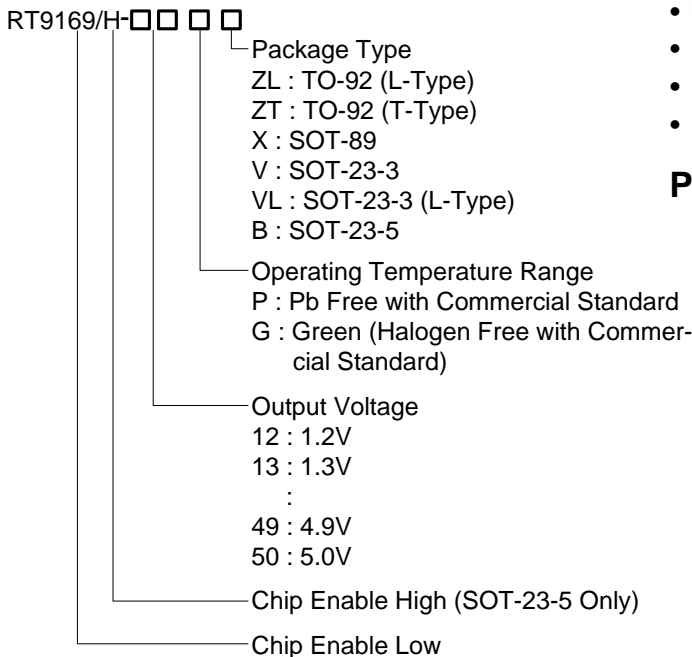 RT9169/H-□□ □ □
Package Type
ZL : TO-92 (L-Type)
ZT : TO-92 (T-Type)
X : SOT-89
V : SOT-23-3
VL : SOT-23-3 (L-Type)
B : SOT-23-5
Operating Temperature Range
P : Pb Free with Commercial Standard
G : Green (Halogen Free with Commer-
cial Standard)
Output Voltage
12 : 1.2V
13 : 1.3V
:
49 : 4.9V
50 : 5.0V
Chip Enable High (SOT-23-5 Only)
Chip Enable Low
•
•
•
•
P